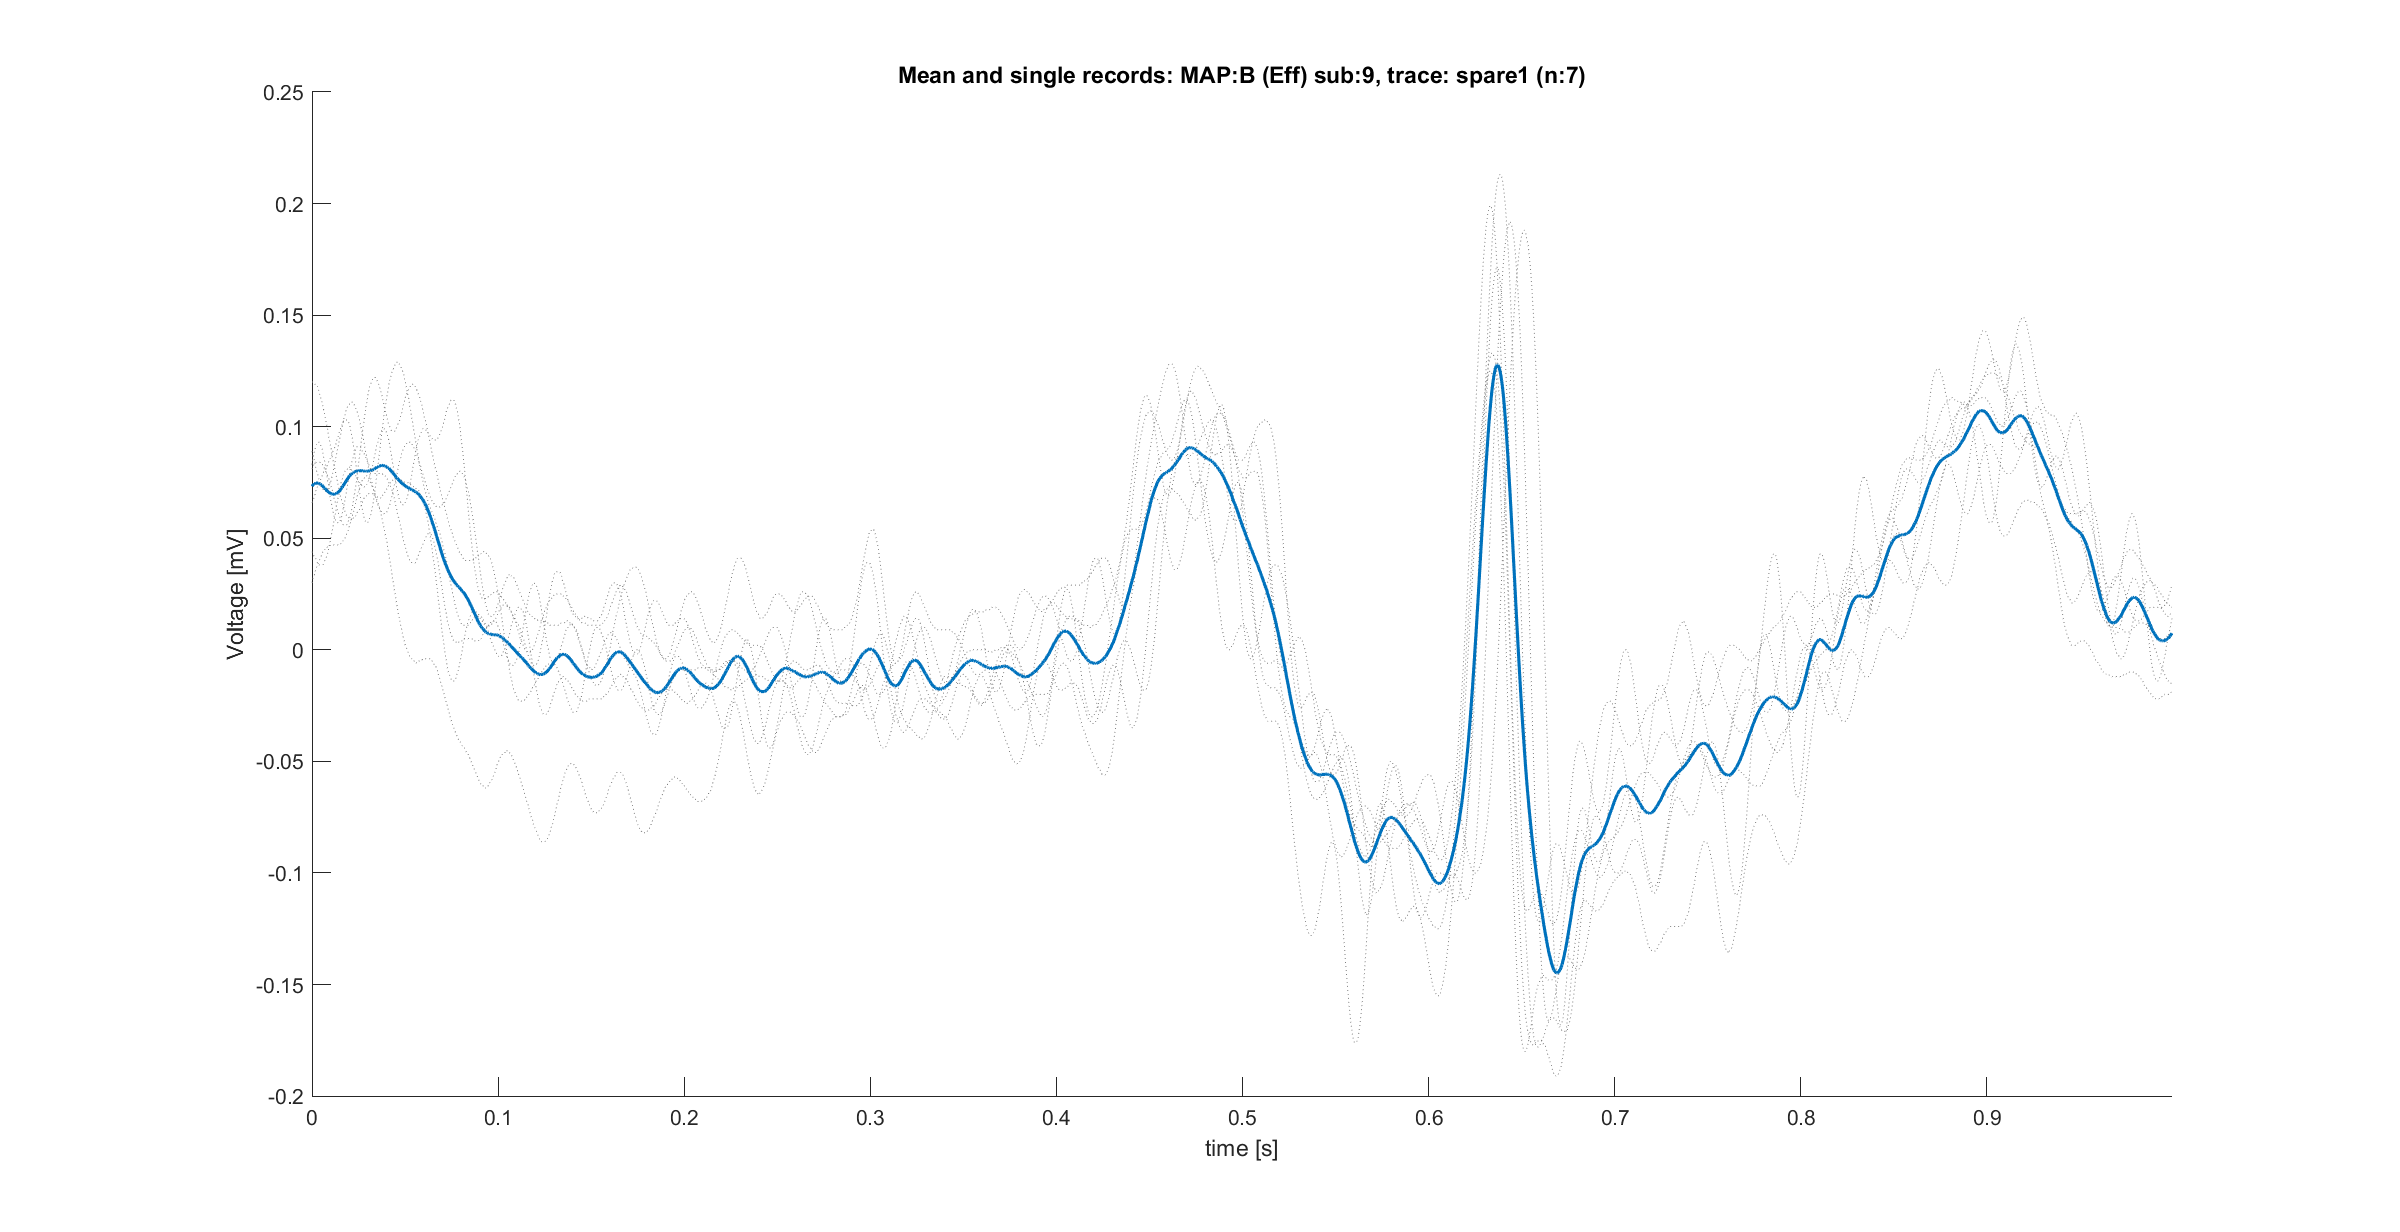 Mean and single records: MAP:B (Eff) sub:9, trace: spare1 (n:7)
0.25
0.2
0.15
0.1
0.05
0
-0.05
-0.1
-0.15
-0.2
Voltage [mV]
0 0.1 0.2 0.3 0.4 0.5 0.6 0.7 0.8 0.9
time [s]